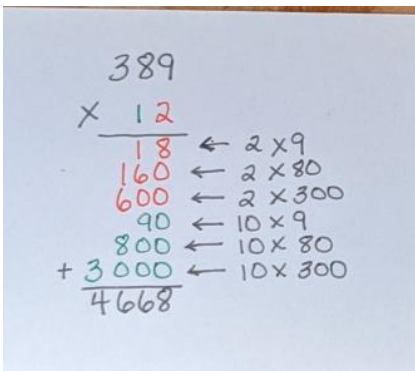 389
× 12
18 ← 2 × 9
160 ← 2 × 80
600 ← 2 × 300
90 ← 10 × 9
800 ← 10 × 80
+ 3000 ← 10 × 300
4668